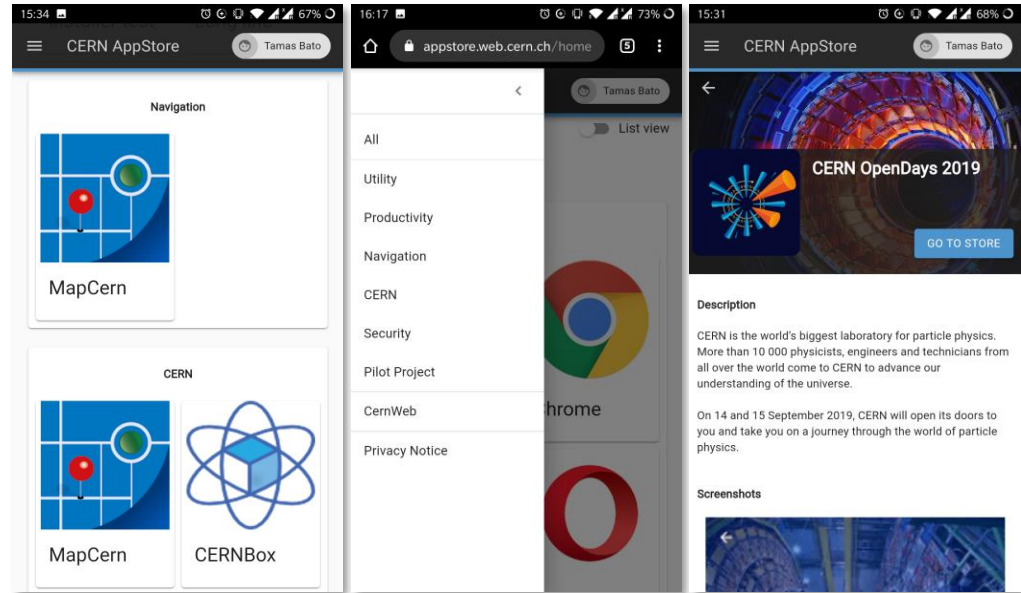 15:34
67%
CERN AppStore
Tamas Bato
Navigation
MapCern
CERN
MapCern
CERNBox
16:17
73%
appstore.web.cern.ch/home
5
Tamas Bato
List view
All
Utility
Productivity
Navigation
CERN
Security
Pilot Project
CernWeb
Privacy Notice
hrome
15:31
68%
CERN AppStore
Tamas Bato
CERN OpenDays 2019
GO TO STORE
Description
CERN is the world's biggest laboratory for particle physics.
More than 10 000 physicists, engineers and technicians from
all over the world come to CERN to advance our
understanding of the universe.
On 14 and 15 September 2019, CERN will open its doors to
you and take you on a journey through the world of particle
physics.
Screenshots